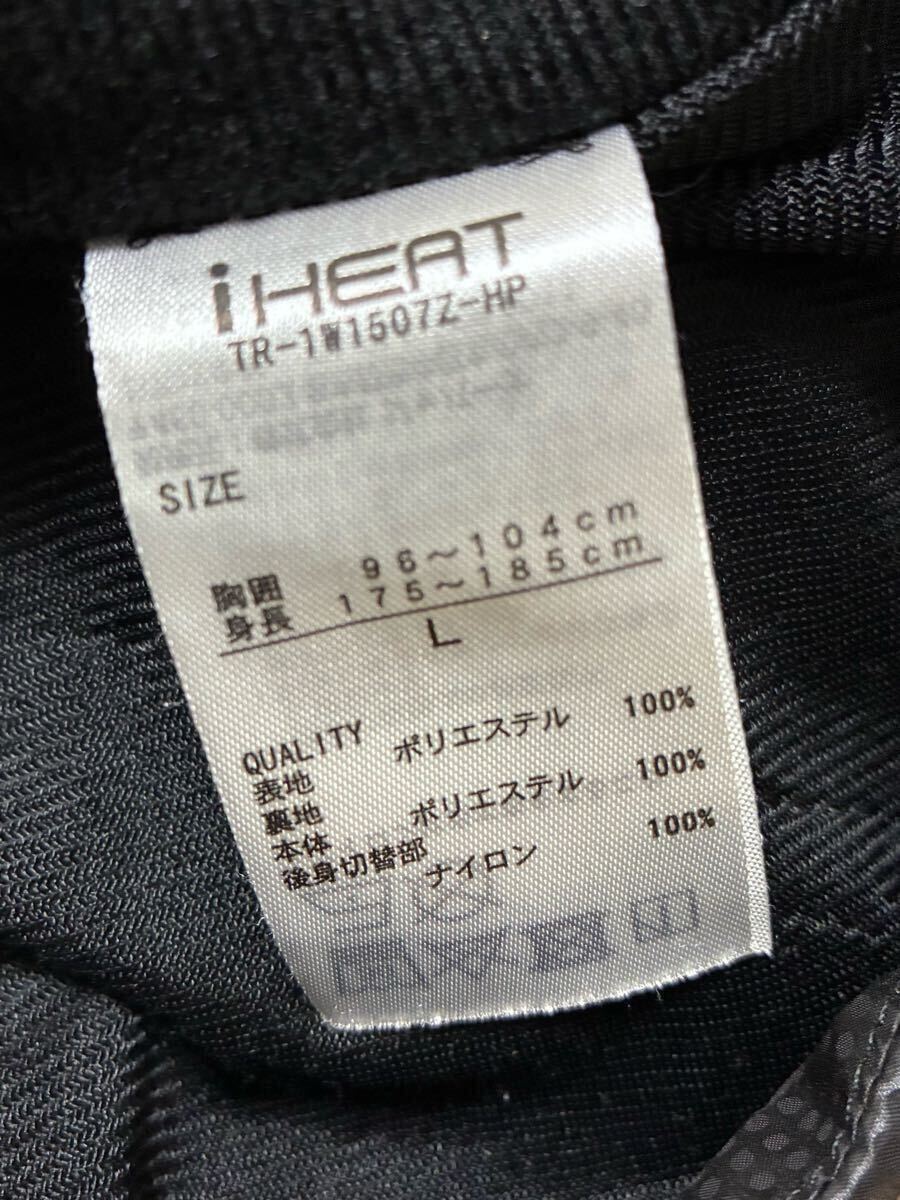 iHEAT
TR-1W1507Z-HP
SIZE
胸囲 96～104cm
身長 175～185cm
L
QUALITY
表地 ポリエステル 100%
裏地
本体 ポリエステル 100%
後身切替部 ナイロン 100%